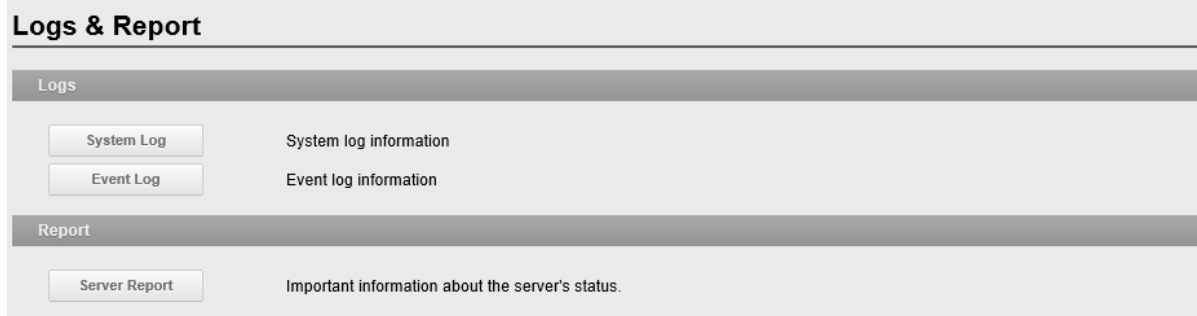 Logs & Report
Logs
System Log System log information
Event Log Event log information
Report
Server Report Important information about the server's status.